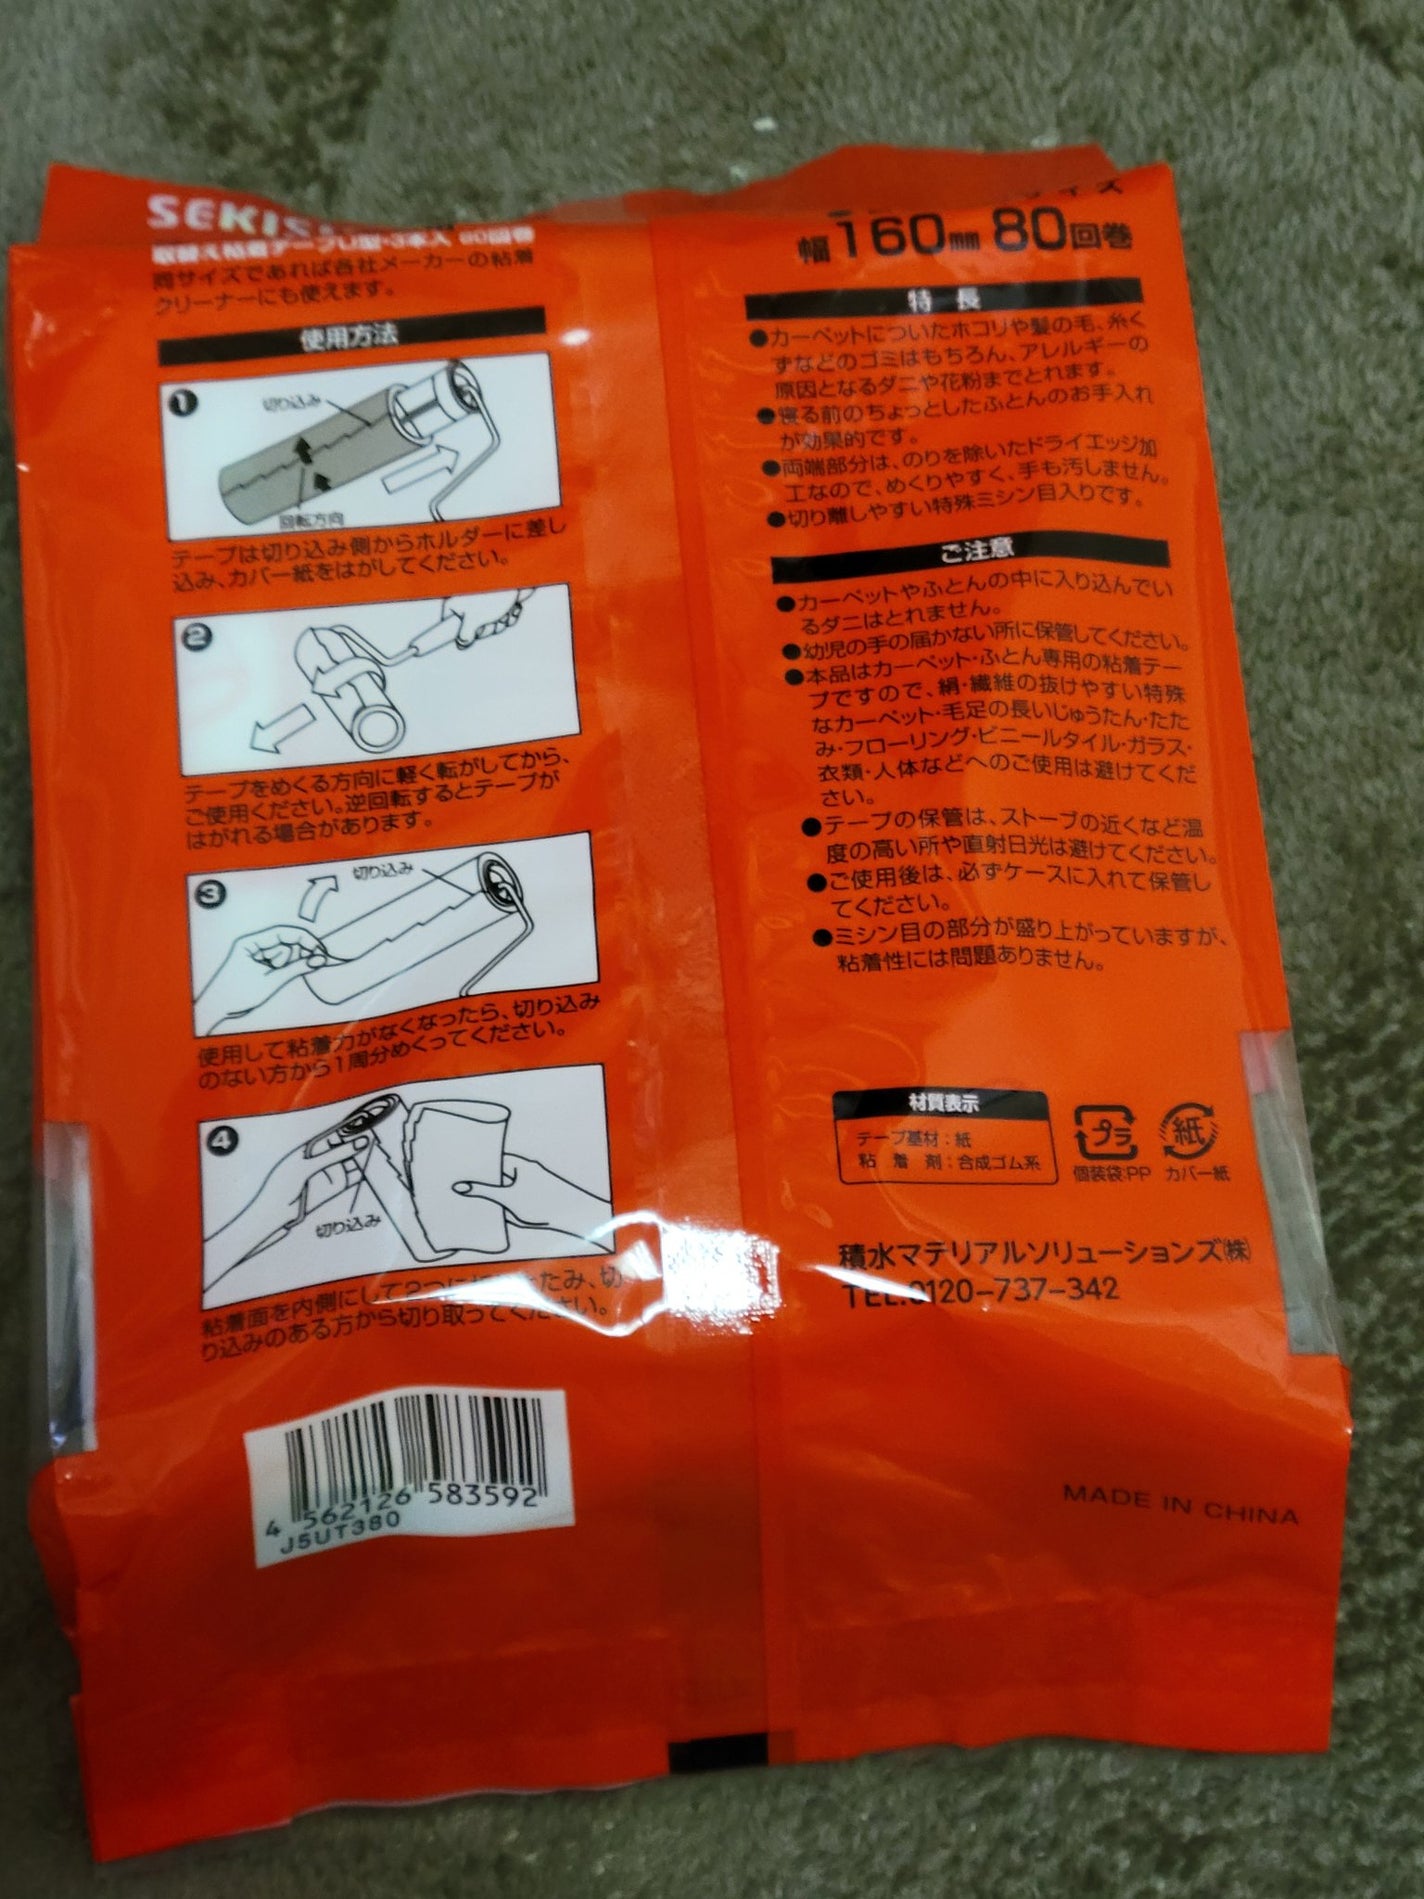 SEKIS
取替え粘着テープU型・3本入 80回巻
同サイズであれば各社メーカーの粘着
クリーナーにも使えます。
使用方法
1
切り込み
回転方向
テープは切り込み側からホルダーに差し
込み、カバー紙をはがしてください。
2
テープをめくる方向に軽く転がしてから、
ご使用ください。逆回転するとテープが
はがれる場合があります。
3
切り込み
使用して粘着力がなくなったら、切り込み
のない方から1周分めくってください。
4
切り込み
粘着面を内側にして2つに たたみ、切
り込みのある方から切り取ってください。
4 562126 583592
J5UT380
サイズ
幅160mm 80回巻
特 長
●カーペットについたホコリや髪の毛、糸く
ずなどのゴミはもちろん、アレルギーの
原因となるダニや花粉までとれます。
●寝る前のちょっとしたふとんのお手入れ
が効果的です。
●両端部分は、のりを除いたドライエッジ加
工なので、めくりやすく、手も汚しません。
●切り離しやすい特殊ミシン目入りです。
ご注意
●カーペットやふとんの中に入り込んでい
るダニはとれません。
●幼児の手の届かない所に保管してください。
●本品はカーペット・ふとん専用の粘着テー
プですので、絹・繊維の抜けやすい特殊
なカーペット・毛足の長いじゅうたん・たた
み・フローリング・ビニールタイル・ガラス・
衣類・人体などへのご使用は避けてくだ
さい。
●テープの保管は、ストーブの近くなど温
度の高い所や直射日光は避けてください。
●ご使用後は、必ずケースに入れて保管し
てください。
●ミシン目の部分が盛り上がっていますが、
粘着性には問題ありません。
材質表示
テープ基材：紙
粘 着 剤：合成ゴム系
プラ
個装袋:PP
紙
カバー紙
積水マテリアルソリューションズ㈱
TEL.0120-737-342
MADE IN CHINA